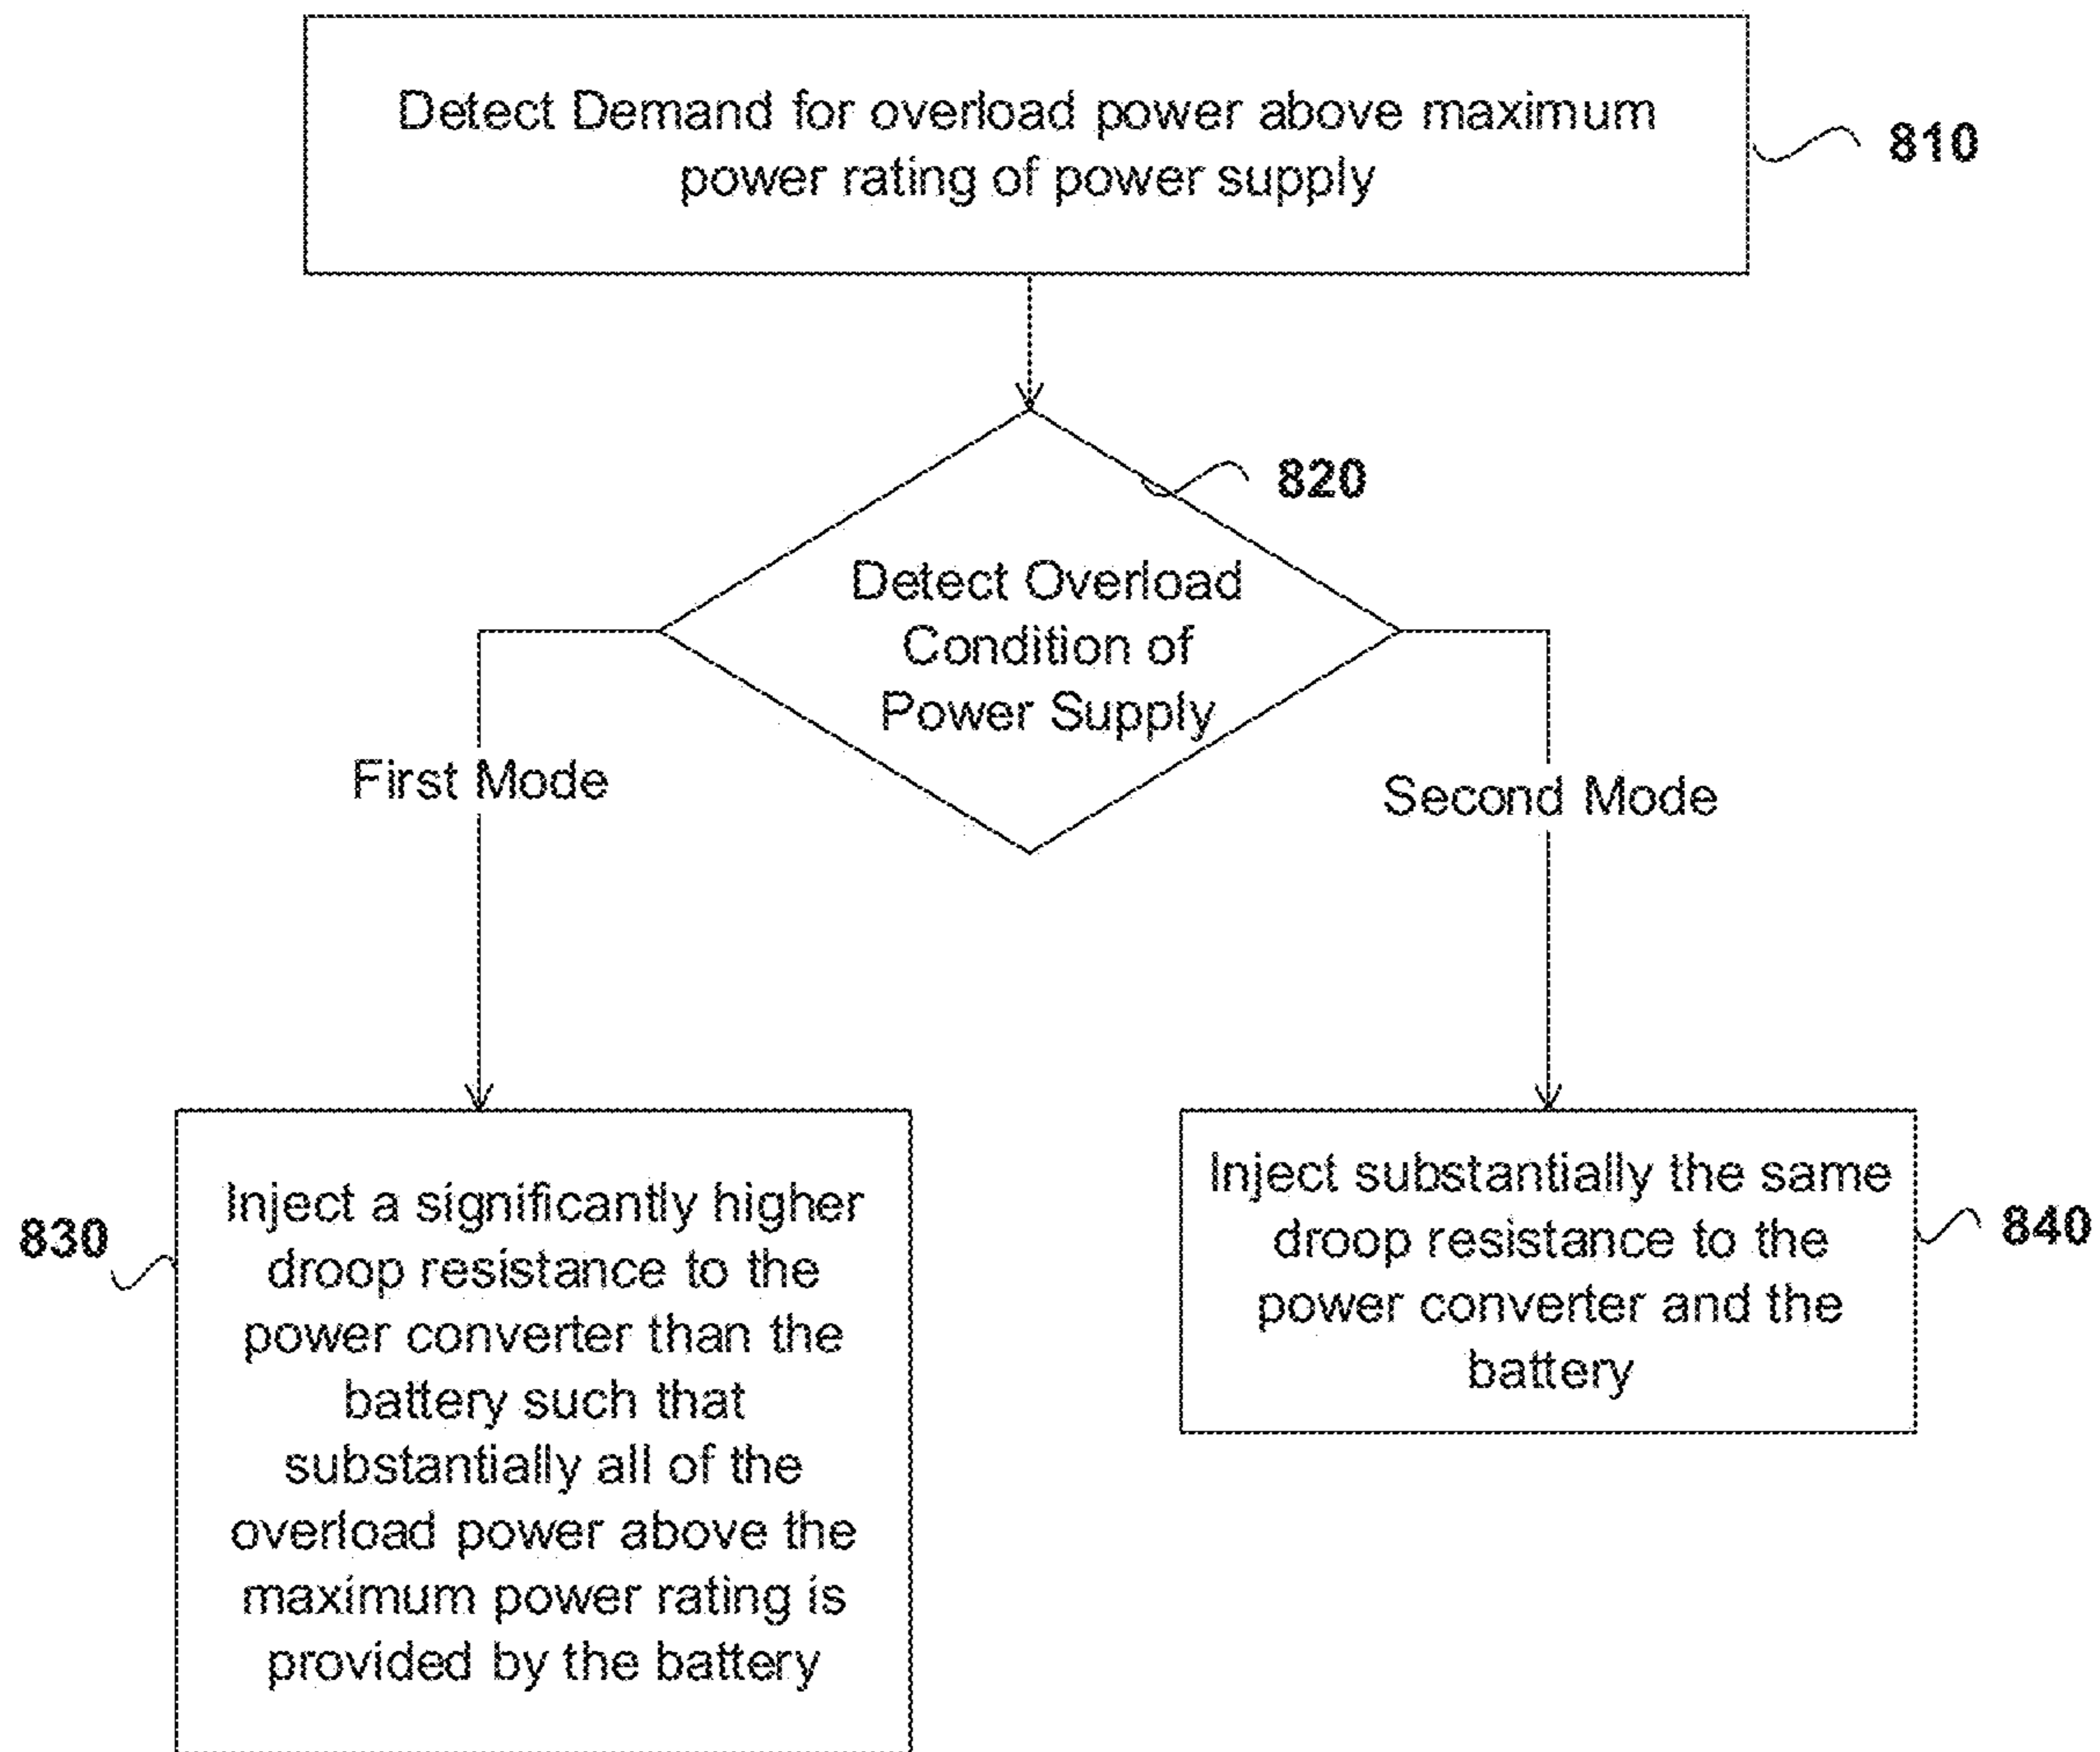 Detect Demand for overload power above maximum
power rating of power supply
810
820
Detect Overload
Condition of
Power Supply
First Mode
Second Mode
Inject a significantly higher
droop resistance to the
power converter than the
battery such that
substantially all of the
overload power above the
maximum power rating is
provided by the battery
830
Inject substantially the same
droop resistance to the
power converter and the
battery
840